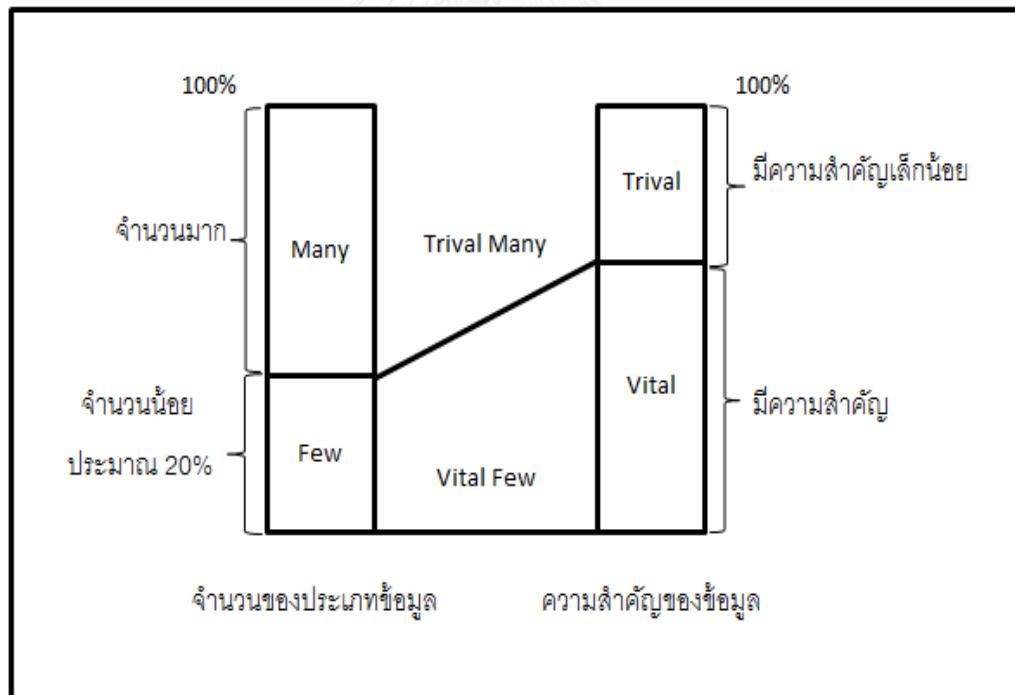 100%
100%
Trival
มีความสำคัญเล็กน้อย
จำนวนมาก
Many
Trival Many
จำนวนน้อย
ประมาณ 20%
Few
Vital Few
Vital
มีความสำคัญ
จำนวนของประเภทข้อมูล
ความสำคัญของข้อมูล